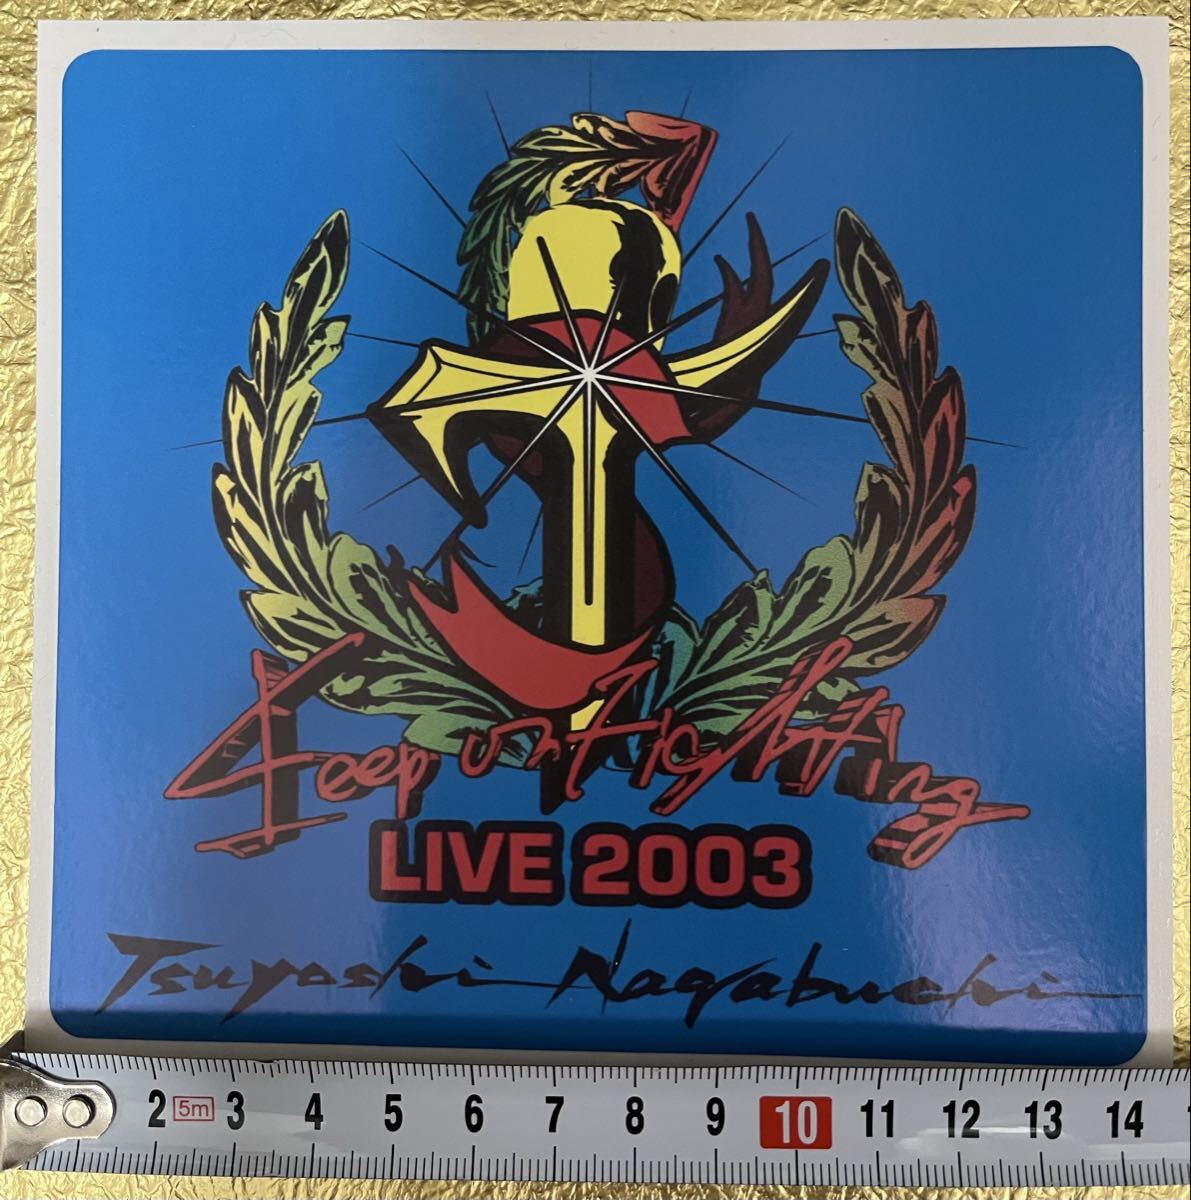 Keep on Fighting
LIVE 2003
Tsuyoshi Nagabuchi
2 5m 3 4 5 6 7 8 9 10 11 12 13 14